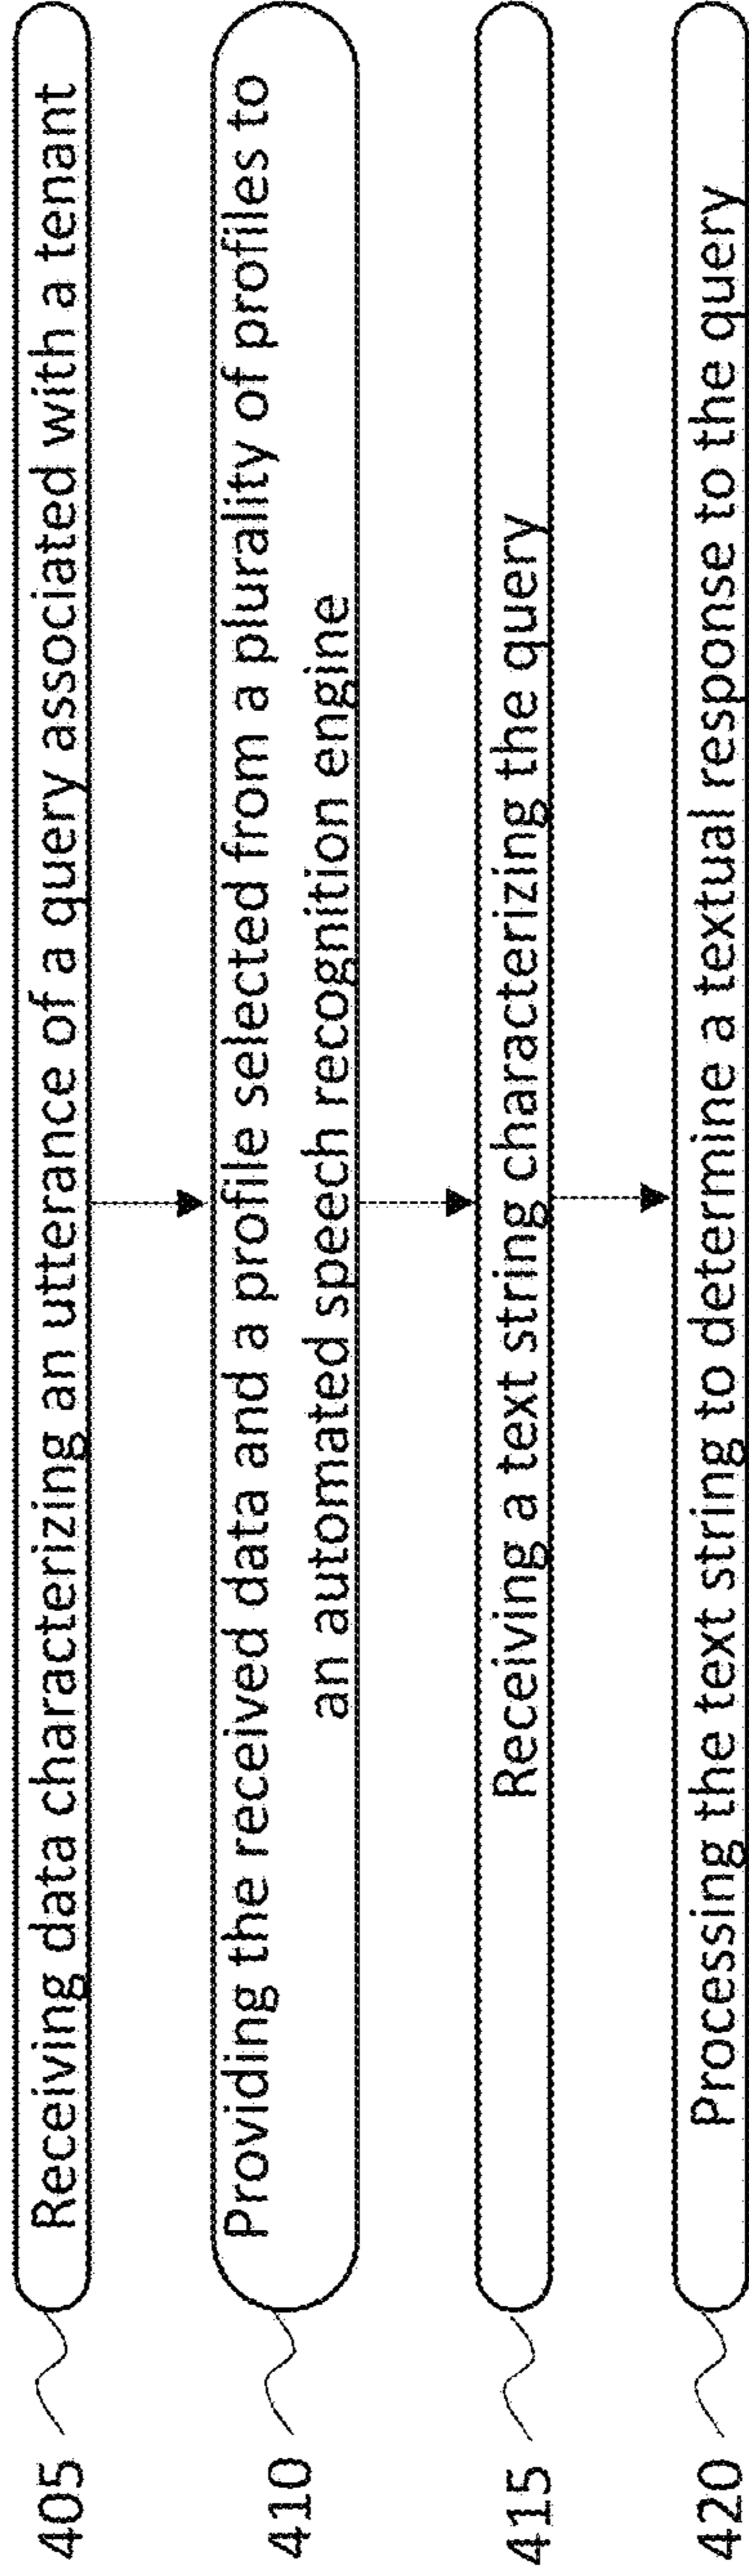 405
Receiving data characterizing an utterance of a query associated with a tenant
410
Providing the received data and a profile selected from a plurality of profiles to
an automated speech recognition engine
415
Receiving a text string characterizing the query
420
Processing the text string to determine a textual response to the query